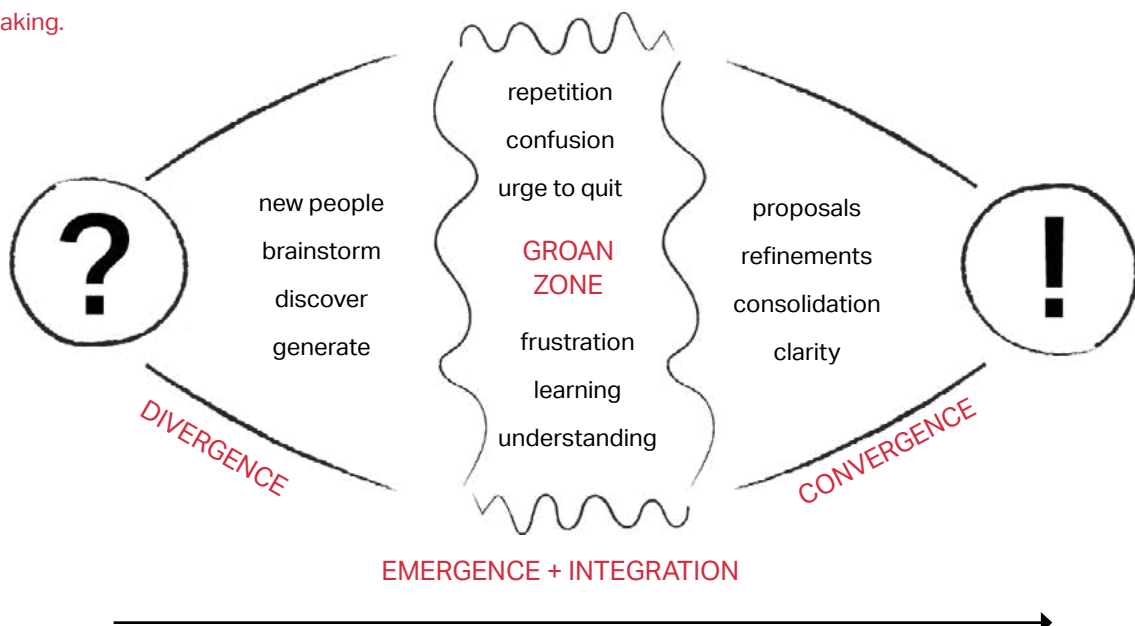 aking.
?
new people
brainstorm
discover
generate
DIVERGENCE
repetition
confusion
urge to quit
GROAN
ZONE
frustration
learning
understanding
EMERGENCE + INTEGRATION
proposals
refinements
consolidation
clarity
CONVERGENCE
!